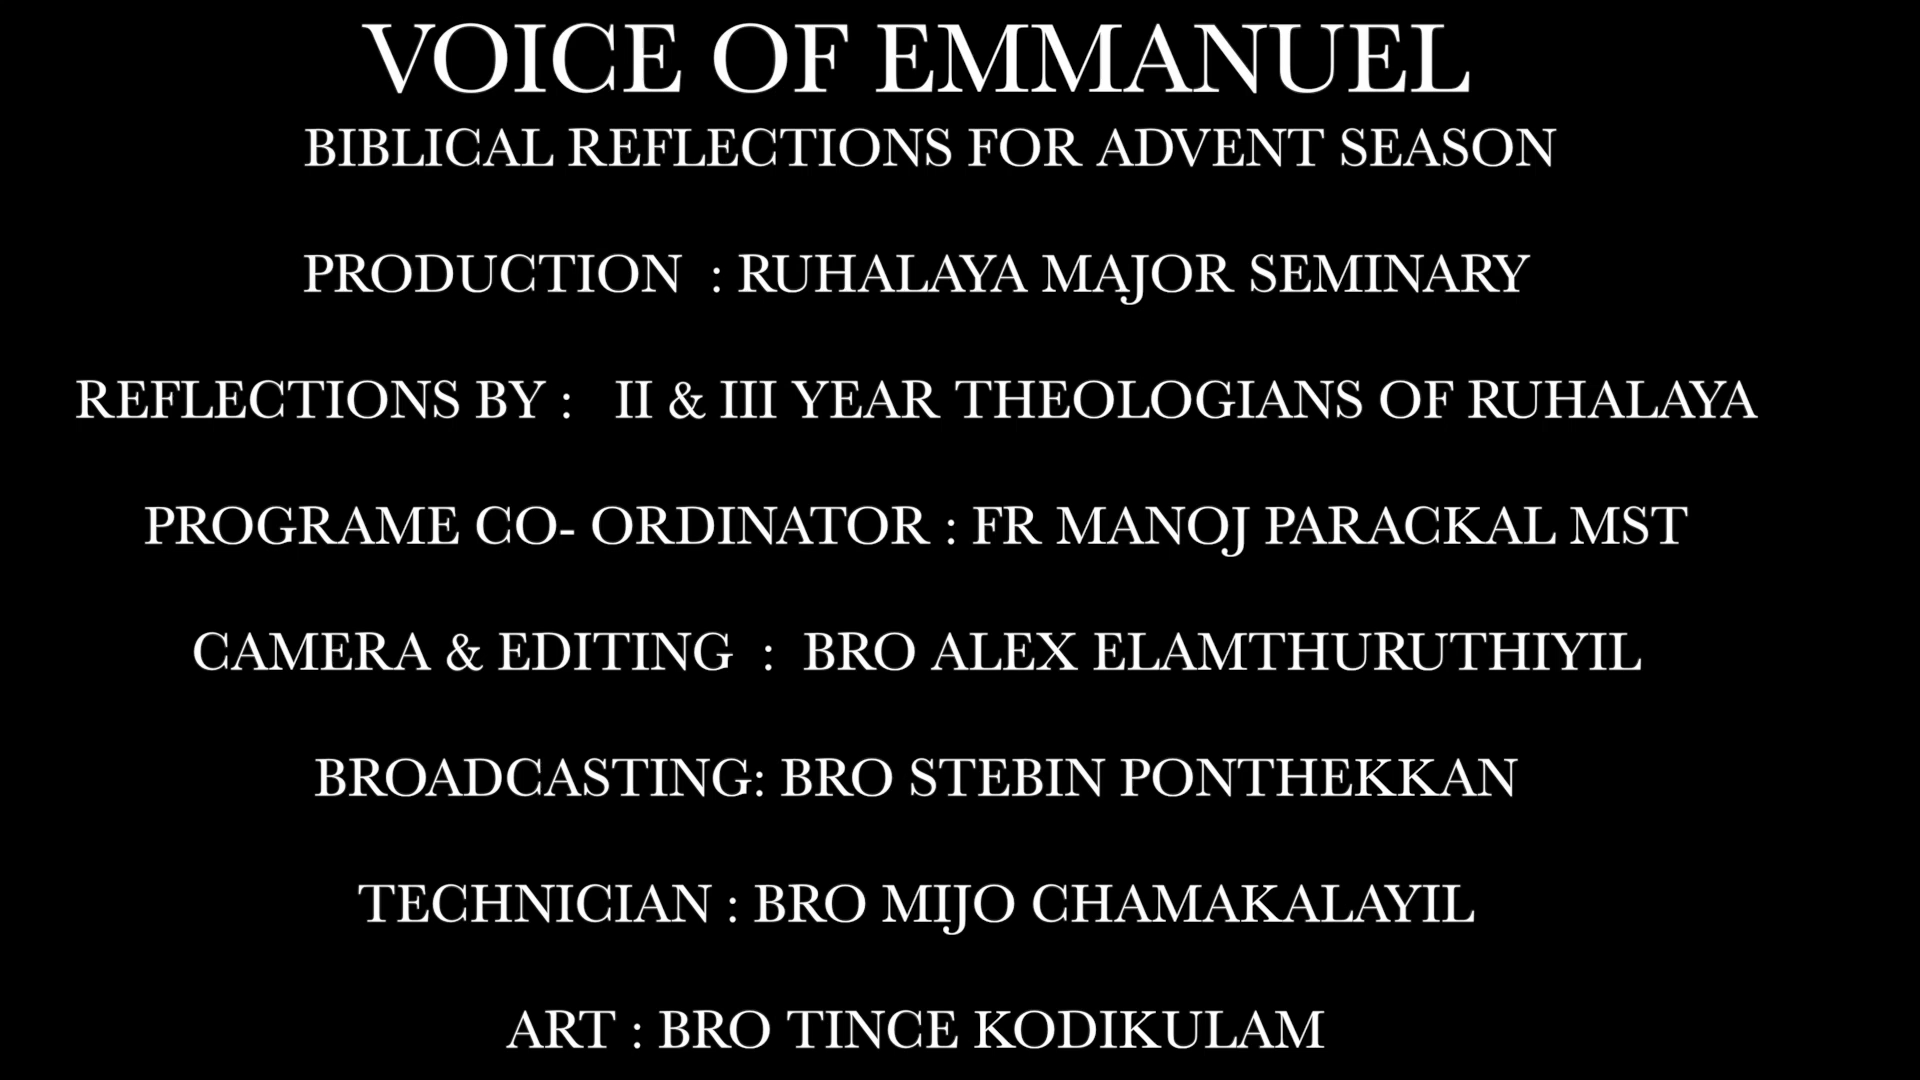 VOICE OF EMMANUEL
BIBLICAL REFLECTIONS FOR ADVENT SEASON
PRODUCTION : RUHALAYA MAJOR SEMINARY
REFLECTIONS BY : II & III YEAR THEOLOGIANS OF RUHALAYA
PROGRAME CO- ORDINATOR : FR MANOJ PARACKAL MST
CAMERA & EDITING : BRO ALEX ELAMTHURUTHIYIL
BROADCASTING: BRO STEBIN PONTHEKKAN
TECHNICIAN : BRO MIJO CHAMAKALAYIL
ART : BRO TINCE KODIKULAM